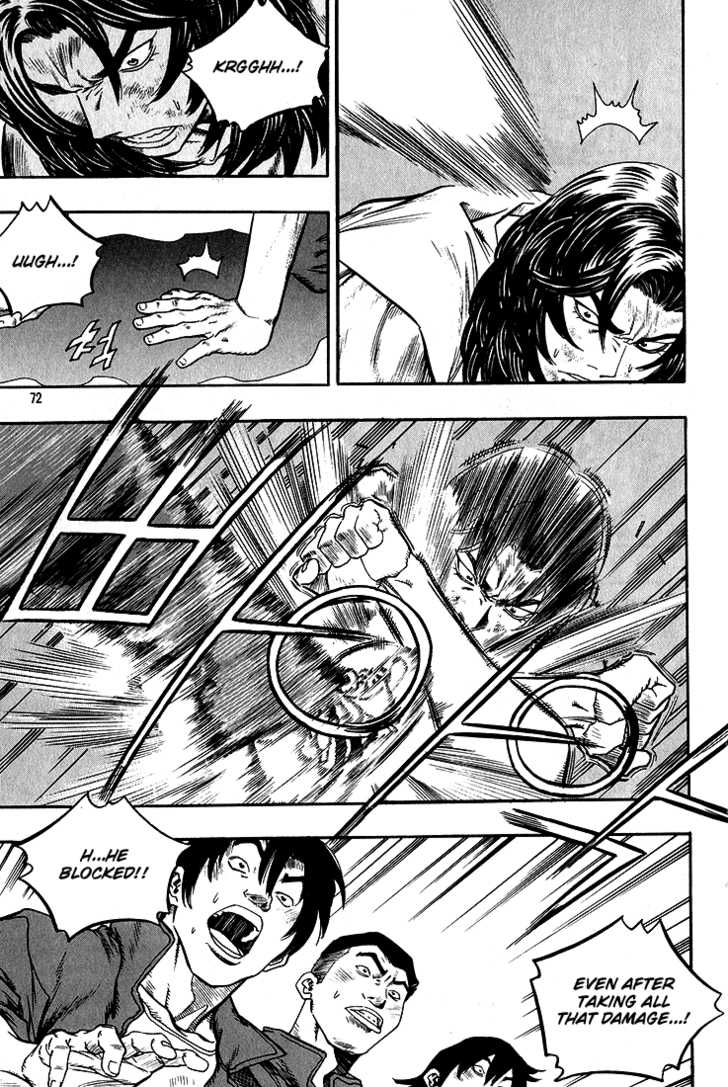 KRGGHH...!
UUGH...!
72
H...HE
BLOCKED!!
EVEN AFTER
TAKING ALL
THAT DAMAGE...!